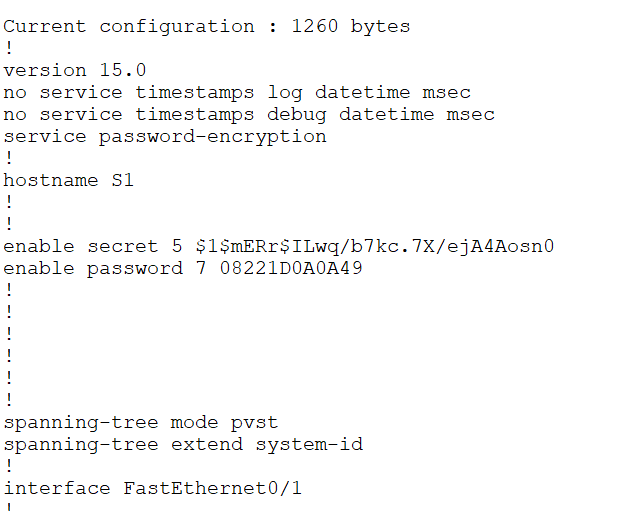 Current configuration : 1260 bytes
!
version 15.0
no service timestamps log datetime msec
no service timestamps debug datetime msec
service password-encryption
!
hostname S1
!
!
enable secret 5 $1$mERr$ILwq/b7kc.7X/ejA4Aosn0
enable password 7 08221D0A0A49
!
!
!
!
!
!
spanning-tree mode pvst
spanning-tree extend system-id
!
interface FastEthernet0/1
!